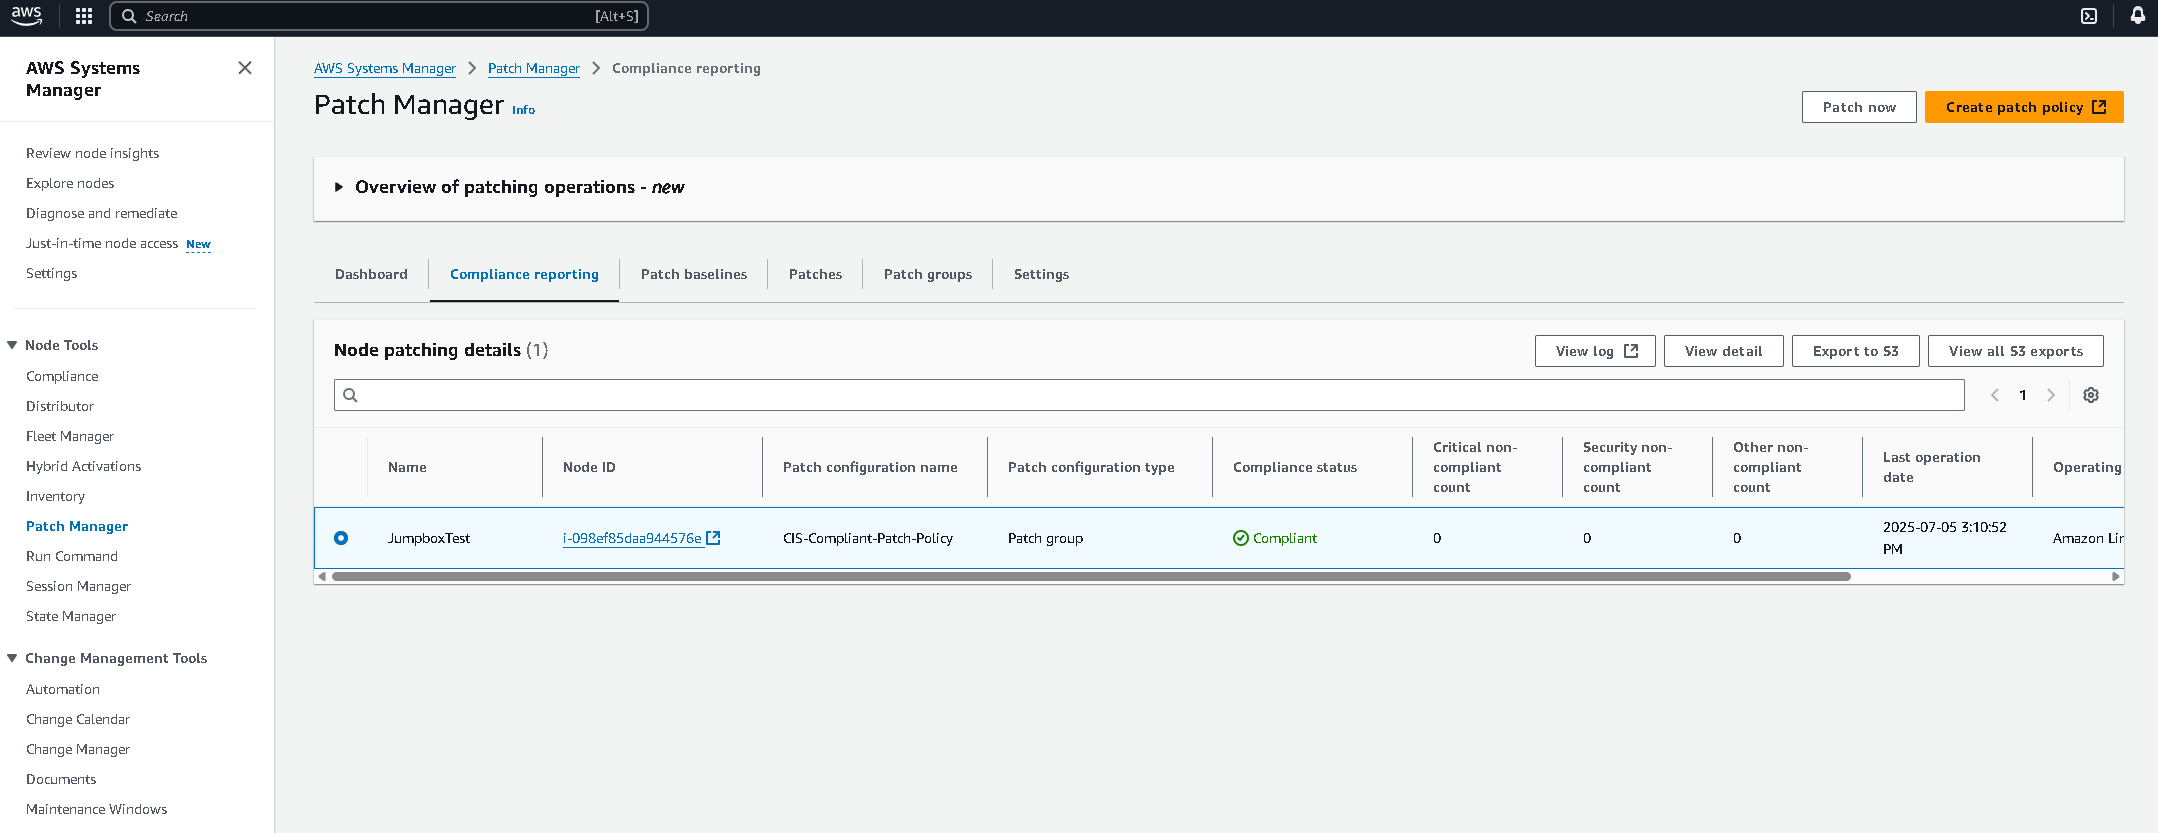 aws
Search
[Alt+S]
AWS Systems
Manager
Review node insights
Explore nodes
Diagnose and remediate
Just-in-time node access New
Settings
Node Tools
Compliance
Distributor
Fleet Manager
Hybrid Activations
Inventory
Patch Manager
Run Command
Session Manager
State Manager
Change Management Tools
Automation
Change Calendar
Change Manager
Documents
Maintenance Windows
AWS Systems Manager > Patch Manager > Compliance reporting
Patch Manager Info
Patch now
Create patch policy
Overview of patching operations - new
Dashboard
Compliance reporting
Patch baselines
Patches
Patch groups
Settings
Node patching details (1)
View log
View detail
Export to S3
View all S3 exports
1
Name
Node ID
Patch configuration name
Patch configuration type
Compliance status
Critical non-
compliant
count
Security non-
compliant
count
Other non-
compliant
count
Last operation
date
Operating
JumpboxTest
i-098ef85daa944576e
CIS-Compliant-Patch-Policy
Patch group
Compliant
0
0
0
2025-07-05 3:10:52
PM
Amazon Lin